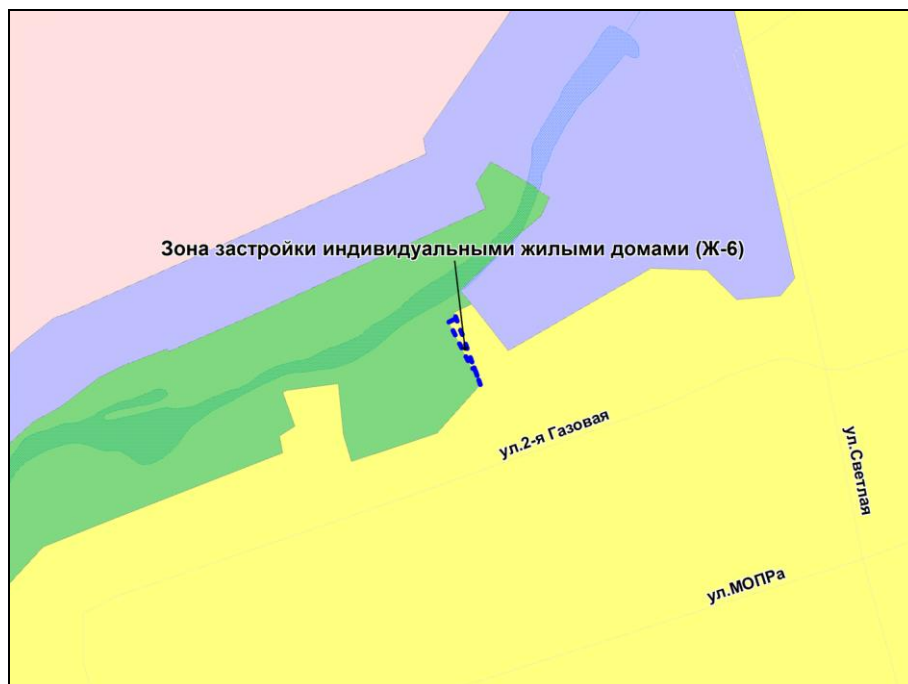 Зона застройки индивидуальными жилыми домами (Ж-6)
ул.2-я Газовая
ул.Светлая
ул.МОПРа